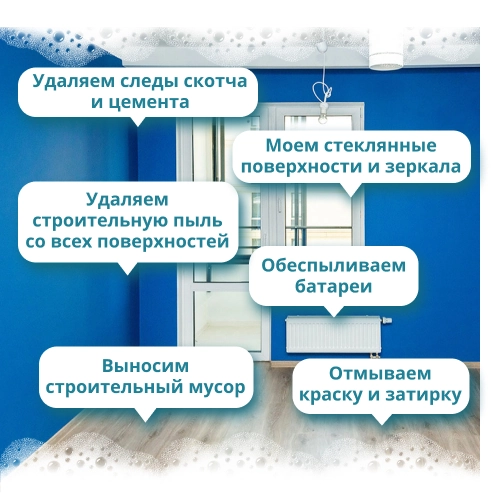 Удаляем следы скотча
и цемента
Моем стеклянные
поверхности и зеркала
Удаляем
строительную пыль
со всех поверхностей
Обеспыливаем
батареи
Выносим
строительный мусор
Отмываем
краску и затирку